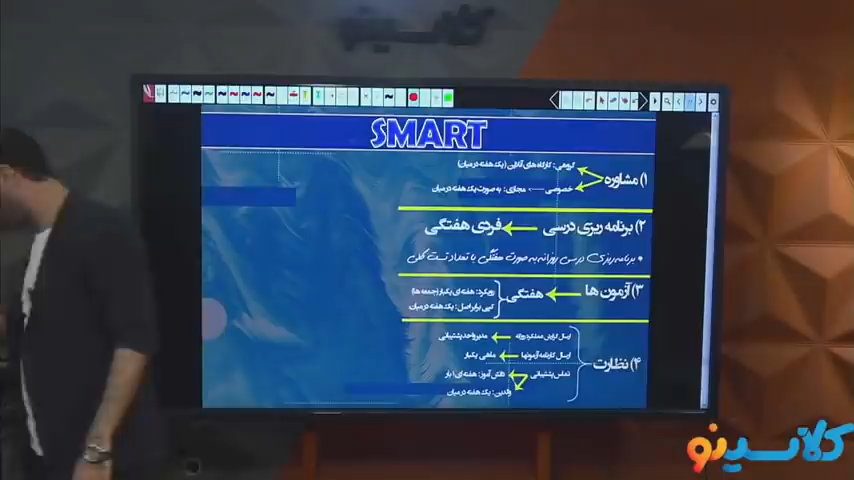 SMART
۱) مشاوره
گروهی: کارگاه های آنلاین (یک هفته در میان)
خصوصی --> مجازی: به صورت یک هفته در میان
۲) برنامه ریزی درسی فردی هفتگی
• برنامه ریزی درسی روزانه به صورت هفتگی با تعداد تست کلی
۳) آزمون ها هفتگی
رویکرد: هفته ای یکبار (جمعه ها)
کپی برابر اصل: یک هفته در میان
۴) نظارت
ارسال گزارش عملکرد روزانه مدیر واحد پشتیبانی
ارسال کارنامه آزمونها ماهی یکبار
تماس پشتیبانی دانش آموز: هفته ای ۱ بار
والدین: یک هفته در میان
کلاسینو